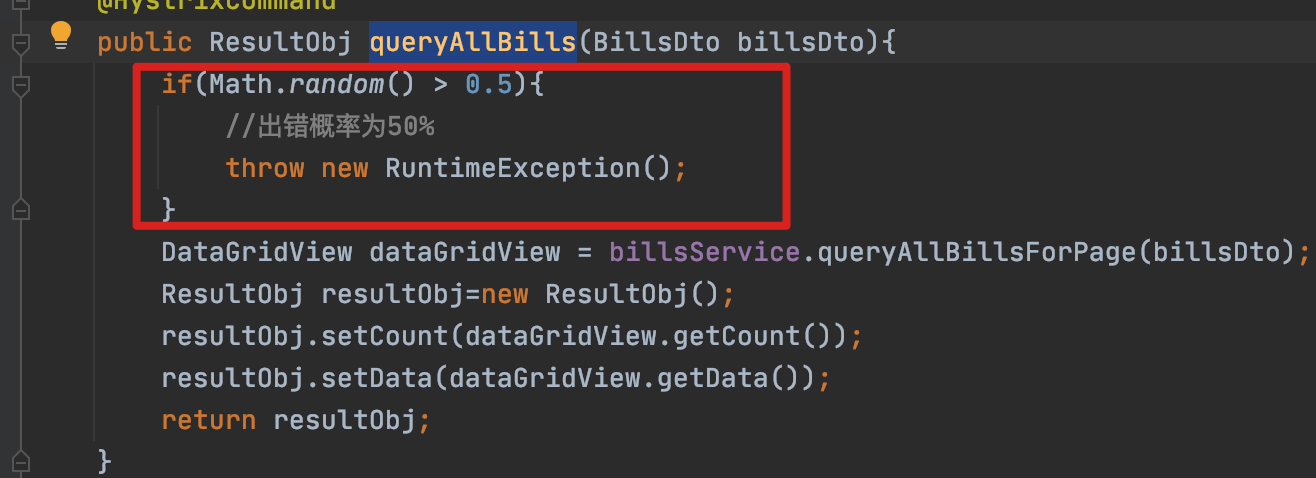 @HystrixCommand
public ResultObj queryAllBills(BillsDto billsDto){
if(Math.random() > 0.5){
//出错概率为50%
throw new RuntimeException();
}
DataGridView dataGridView = billsService.queryAllBillsForPage(billsDto);
ResultObj resultObj=new ResultObj();
resultObj.setCount(dataGridView.getCount());
resultObj.setData(dataGridView.getData());
return resultObj;
}